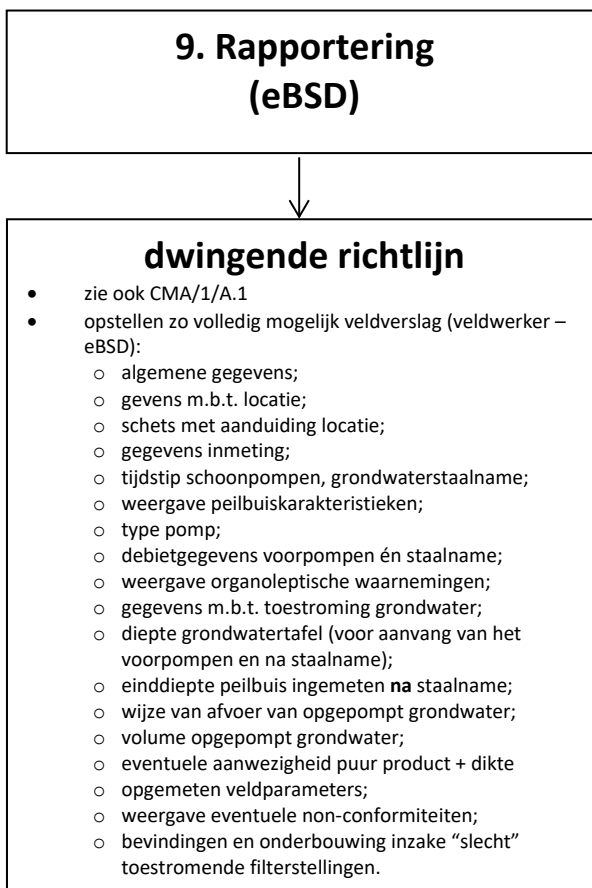 9. Rapportering
(eBSD)
dwingende richtlijn
• zie ook CMA/1/A.1
• opstellen zo volledig mogelijk veldverslag (veldwerker –
eBSD):
o algemene gegevens;
o gevens m.b.t. locatie;
o schets met aanduiding locatie;
o gegevens inmeting;
o tijdstip schoonpompen, grondwaterstaalname;
o weergave peilbuiskarakteristieken;
o type pomp;
o debietgegevens voorpompen én staalname;
o weergave organoleptische waarnemingen;
o gegevens m.b.t. toestroming grondwater;
o diepte grondwatertafel (voor aanvang van het
voorpompen en na staalname);
o einddiepte peilbuis ingemeten na staalname;
o wijze van afvoer van opgepompt grondwater;
o volume opgepompt grondwater;
o eventuele aanwezigheid puur product + dikte
o opgemeten veldparameters;
o weergave eventuele non-conformiteiten;
o bevindingen en onderbouwing inzake “slecht”
toestromende filterstellingen.